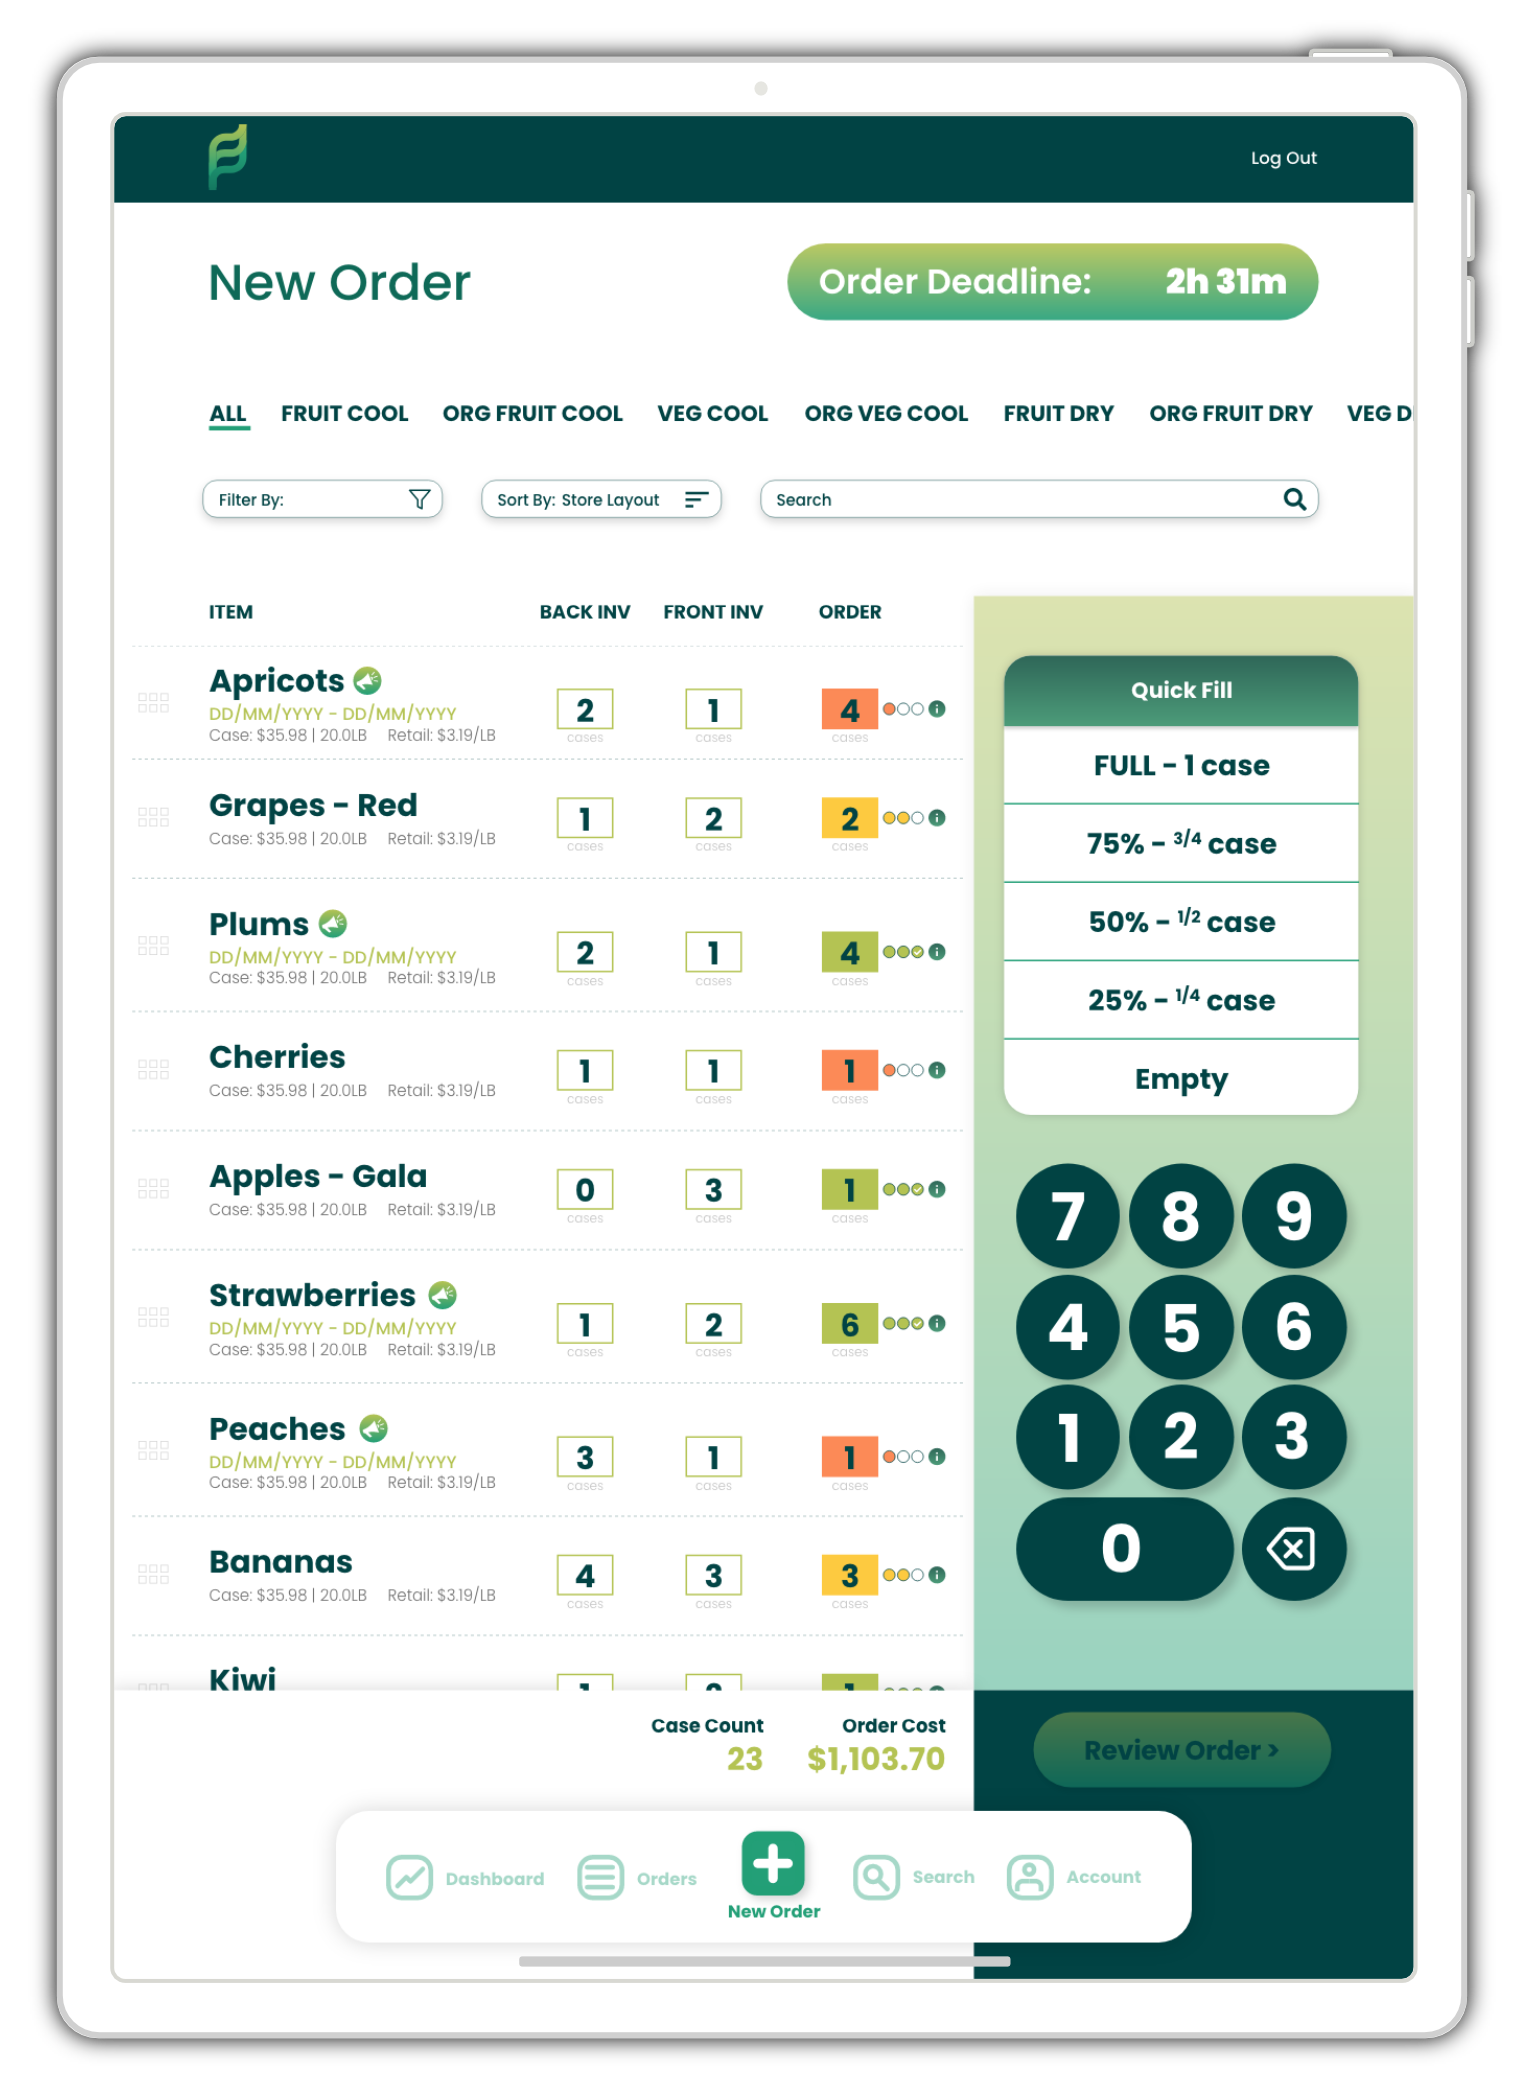 Log Out
New Order
Order Deadline: 2h 31m
ALL FRUIT COOL ORG FRUIT COOL VEG COOL ORG VEG COOL FRUIT DRY ORG FRUIT DRY VEG D
Filter By: Sort By: Store Layout Search
ITEM BACK INV FRONT INV ORDER
Apricots
DD/MM/YYYY - DD/MM/YYYY
Case: $35.98 | 20.0LB Retail: $3.19/LB
2 1 4
cases cases cases
Grapes - Red
Case: $35.98 | 20.0LB Retail: $3.19/LB
1 2 2
cases cases cases
Plums
DD/MM/YYYY - DD/MM/YYYY
Case: $35.98 | 20.0LB Retail: $3.19/LB
2 1 4
cases cases cases
Cherries
Case: $35.98 | 20.0LB Retail: $3.19/LB
1 1 1
cases cases cases
Apples - Gala
Case: $35.98 | 20.0LB Retail: $3.19/LB
0 3 1
cases cases cases
Strawberries
DD/MM/YYYY - DD/MM/YYYY
Case: $35.98 | 20.0LB Retail: $3.19/LB
1 2 6
cases cases cases
Peaches
DD/MM/YYYY - DD/MM/YYYY
Case: $35.98 | 20.0LB Retail: $3.19/LB
3 1 1
cases cases cases
Bananas
Case: $35.98 | 20.0LB Retail: $3.19/LB
4 3 3
cases cases cases
Kiwi
Quick Fill
FULL - 1 case
75% - 3/4 case
50% - 1/2 case
25% - 1/4 case
Empty
7 8 9
4 5 6
1 2 3
0
Case Count Order Cost
23 $1,103.70
Review Order >
Dashboard Orders New Order Search Account